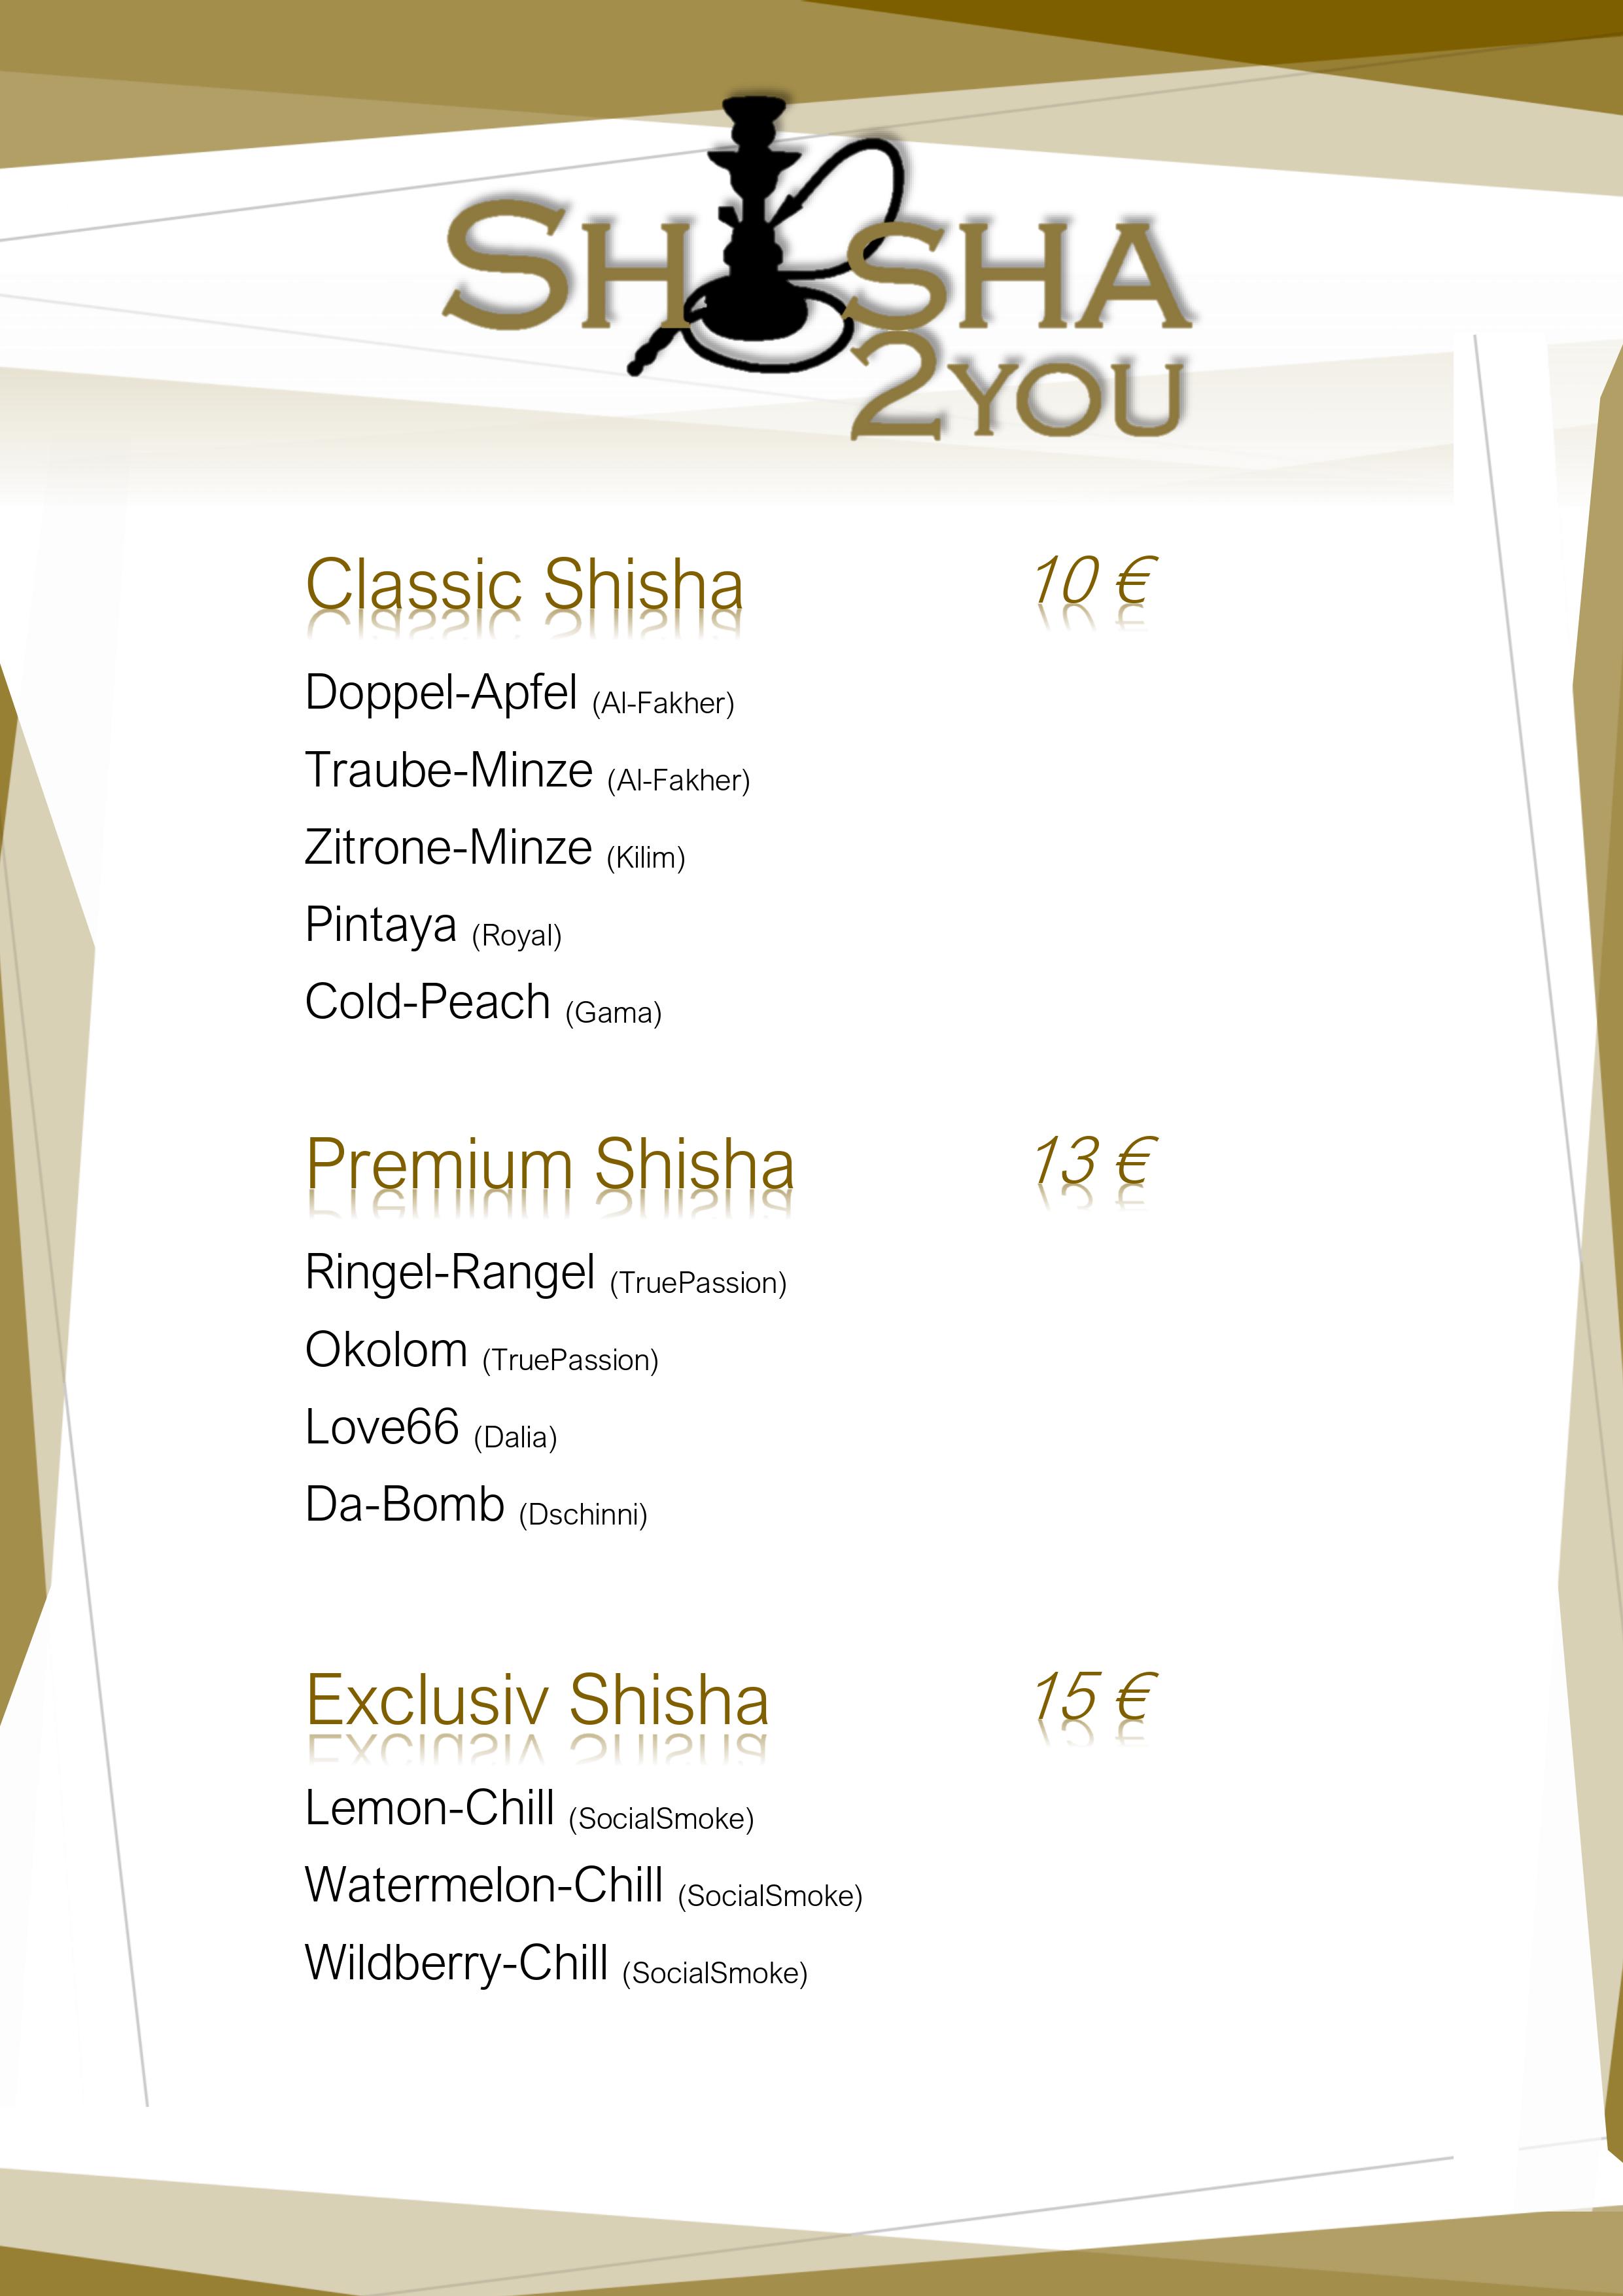 Shisha
2you
Classic Shisha 10 €
Doppel-Apfel (Al-Fakher)
Traube-Minze (Al-Fakher)
Zitrone-Minze (Kilim)
Pintaya (Royal)
Cold-Peach (Gama)
Premium Shisha 13 €
Ringel-Rangel (TruePassion)
Okolom (TruePassion)
Love66 (Dalia)
Da-Bomb (Dschinni)
Exclusiv Shisha 15 €
Lemon-Chill (SocialSmoke)
Watermelon-Chill (SocialSmoke)
Wildberry-Chill (SocialSmoke)